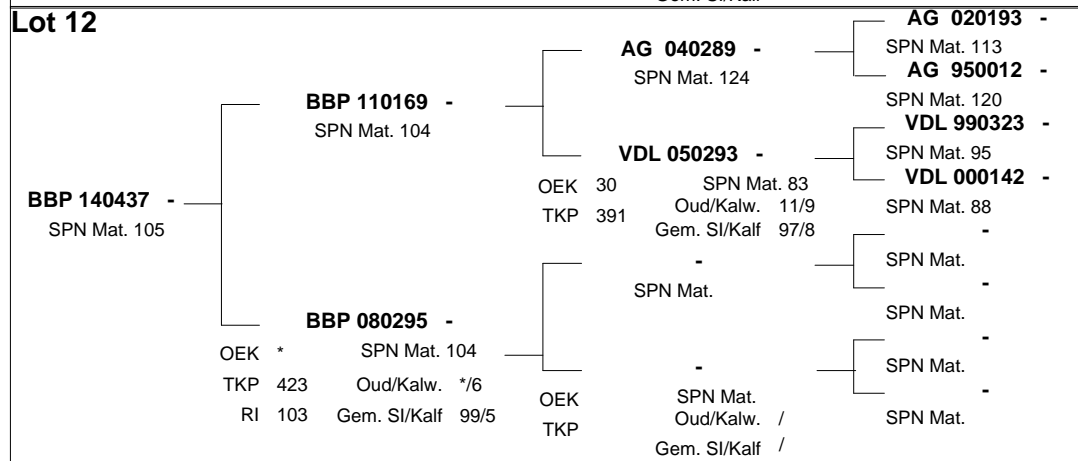 Lot 12
AG 020193 -
SPN Mat. 113
AG 040289 -
SPN Mat. 124
AG 950012 -
SPN Mat. 120
BBP 110169 -
SPN Mat. 104
VDL 990323 -
SPN Mat. 95
VDL 050293 -
OEK 30 SPN Mat. 83
TKP 391 Oud/Kalw. 11/9
Gem. SI/Kalf 97/8
VDL 000142 -
SPN Mat. 88
BBP 140437 -
SPN Mat. 105
-
SPN Mat.
-
SPN Mat.
-
SPN Mat.
BBP 080295 -
OEK * SPN Mat. 104
TKP 423 Oud/Kalw. */6
RI 103 Gem. SI/Kalf 99/5
-
SPN Mat.
-
OEK SPN Mat.
TKP Oud/Kalw. /
Gem. SI/Kalf /
-
SPN Mat.